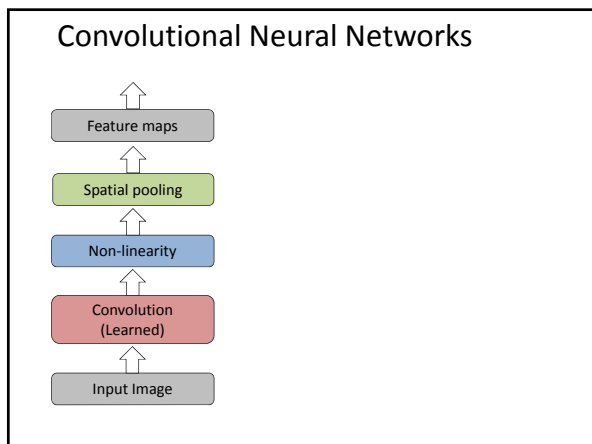 Convolutional Neural Networks
Feature maps
Spatial pooling
Non-linearity
Convolution
(Learned)
Input Image